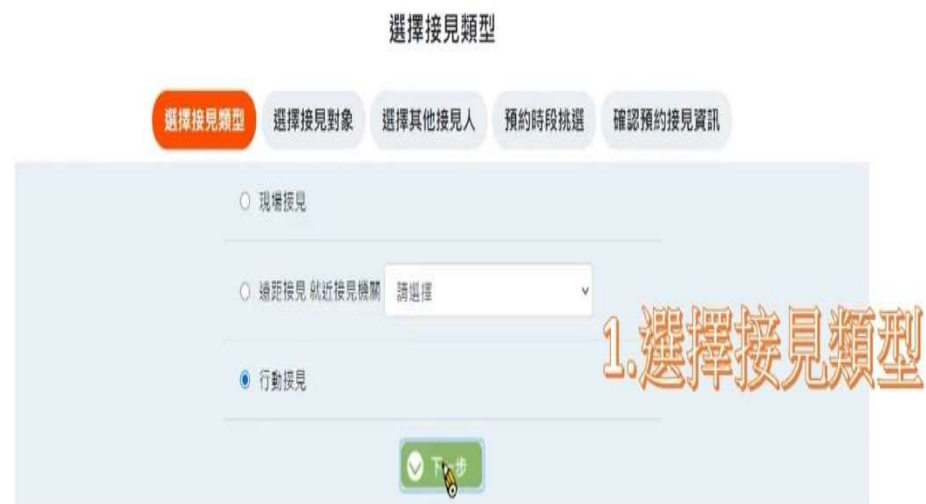 選擇接見類型
選擇接見類型 選擇接見對象 選擇其他接見人 預約時段挑選 確認預約接見資訊
現場接見
遠距接見 就近接見機關 請選擇
1.選擇接見類型
行動接見
下一步